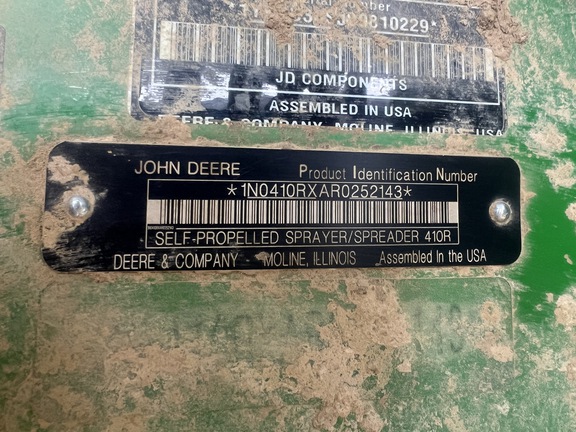 Number
JD COMPONENTS
ASSEMBLED IN USA
DEERE & COMPANY MOLINE, ILLINOIS USA
JOHN DEERE Product Identification Number
*1N0410RXAR0252143*
SELF-PROPELLED SPRAYER/SPREADER 410R
DEERE & COMPANY MOLINE, ILLINOIS Assembled in the USA